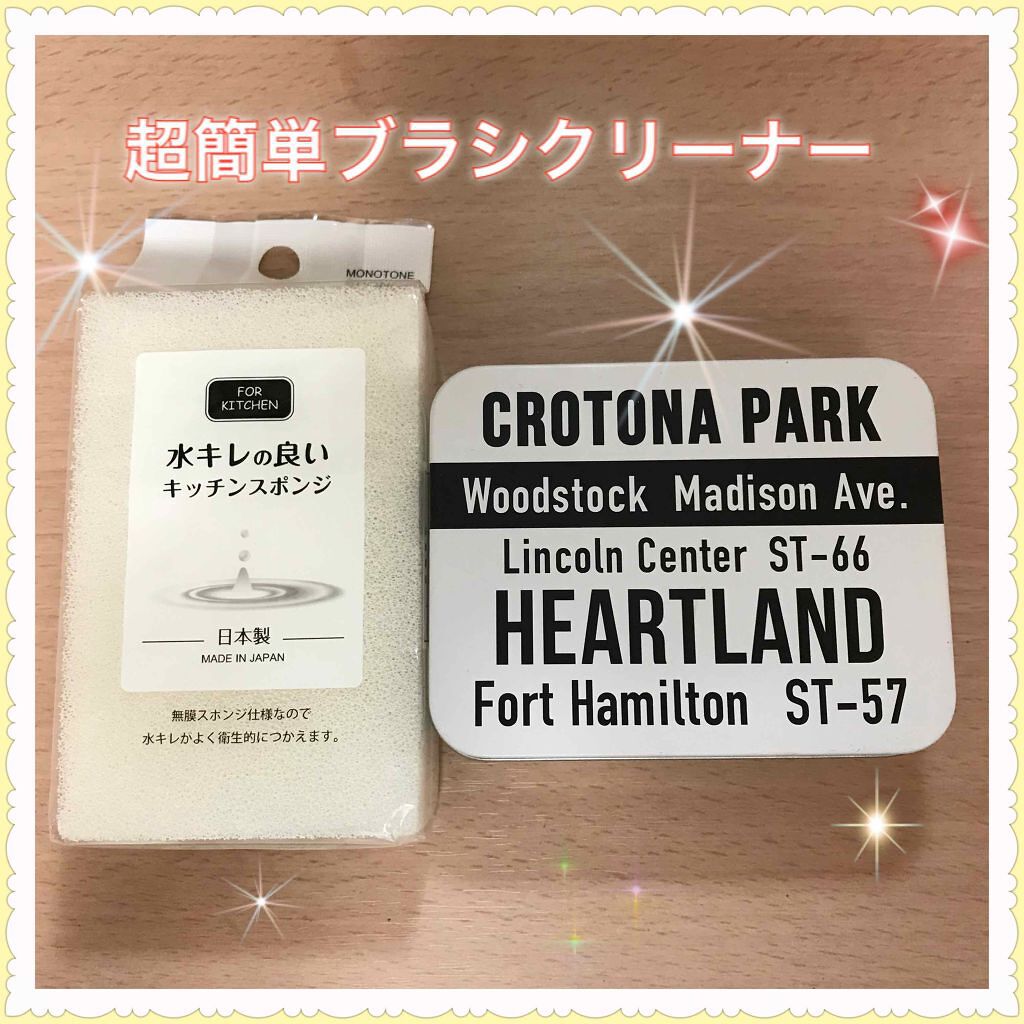 超簡単ブラシクリーナー
MONOTONE
FOR
KITCHEN
水キレの良い
キッチンスポンジ
日本製
MADE IN JAPAN
無膜スポンジ仕様なので
水キレがよく衛生的につかえます。
CROTONA PARK
Woodstock Madison Ave.
Lincoln Center ST-66
HEARTLAND
Fort Hamilton ST-57